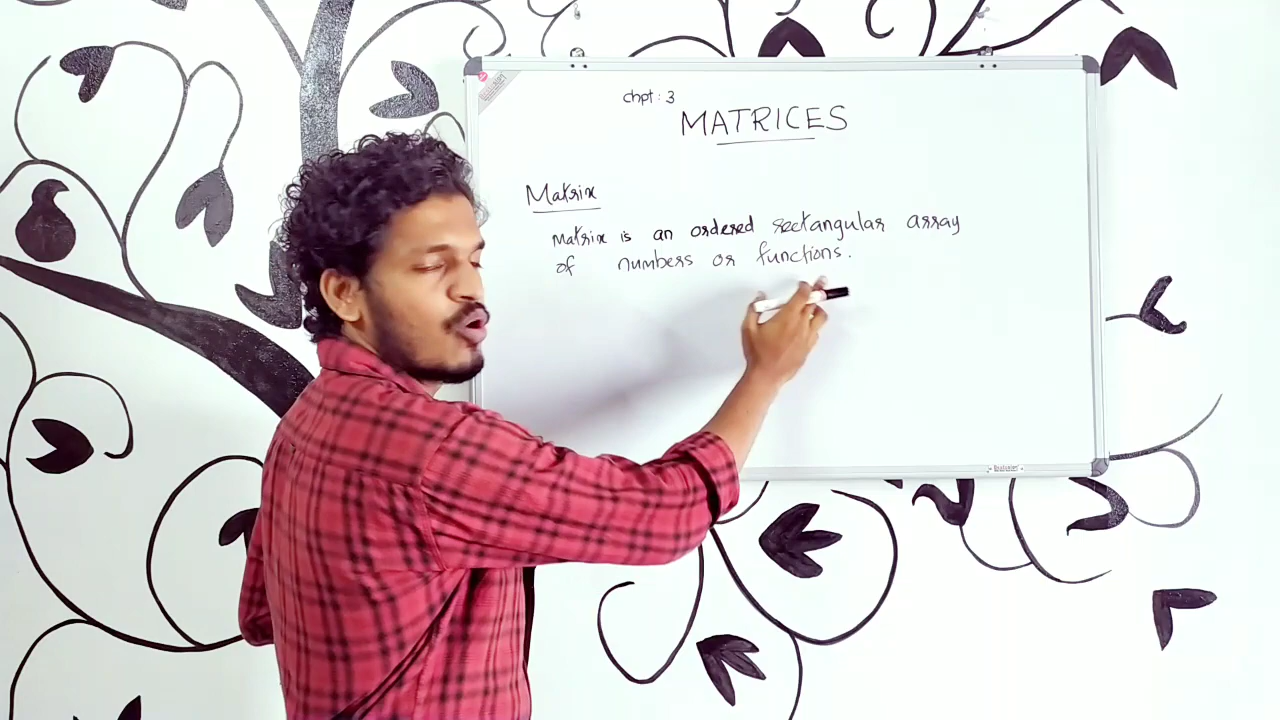 chpt : 3
MATRICES
Matrix
Matrix is an ordered rectangular array
of numbers or functions.